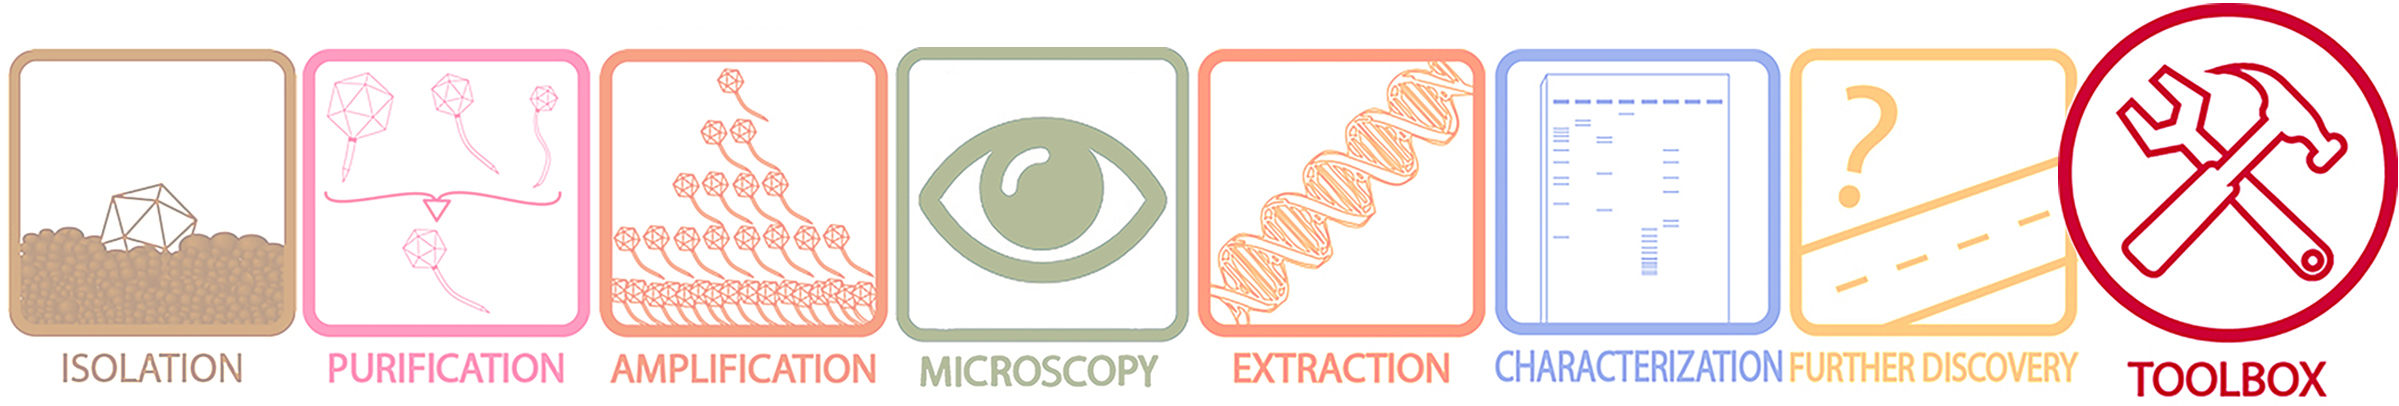 ISOLATION
PURIFICATION
AMPLIFICATION
MICROSCOPY
EXTRACTION
CHARACTERIZATION
?
FURTHER DISCOVERY
TOOLBOX